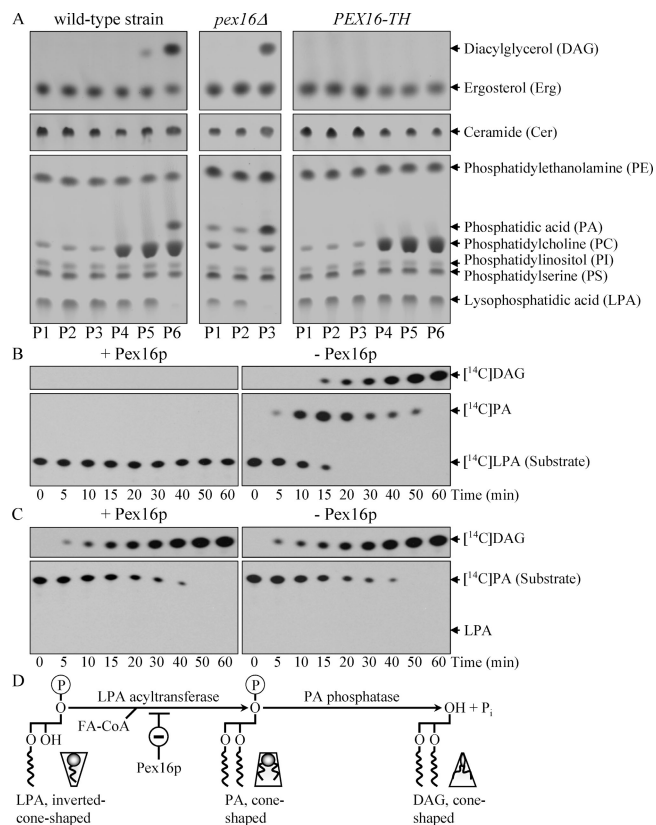 A
wild-type strain
pex16Δ
PEX16-TH
Diacylglycerol (DAG)
Ergosterol (Erg)
Ceramide (Cer)
Phosphatidylethanolamine (PE)
Phosphatidic acid (PA)
Phosphatidylcholine (PC)
Phosphatidylinositol (PI)
Phosphatidylserine (PS)
Lysophosphatidic acid (LPA)
P1 P2 P3 P4 P5 P6 P1 P2 P3 P1 P2 P3 P4 P5 P6
B
+ Pex16p
- Pex16p
[¹⁴C]DAG
[¹⁴C]PA
[¹⁴C]LPA (Substrate)
0 5 10 15 20 30 40 50 60 0 5 10 15 20 30 40 50 60 Time (min)
C
+ Pex16p
- Pex16p
[¹⁴C]DAG
[¹⁴C]PA (Substrate)
LPA
0 5 10 15 20 30 40 50 60 0 5 10 15 20 30 40 50 60 Time (min)
D
P
P
LPA acyltransferase
PA phosphatase
O
O
OH + Pᵢ
FA-CoA
O OH
O O
O O
−
Pex16p
LPA, inverted-
cone-shaped
PA, cone-
shaped
DAG, cone-
shaped